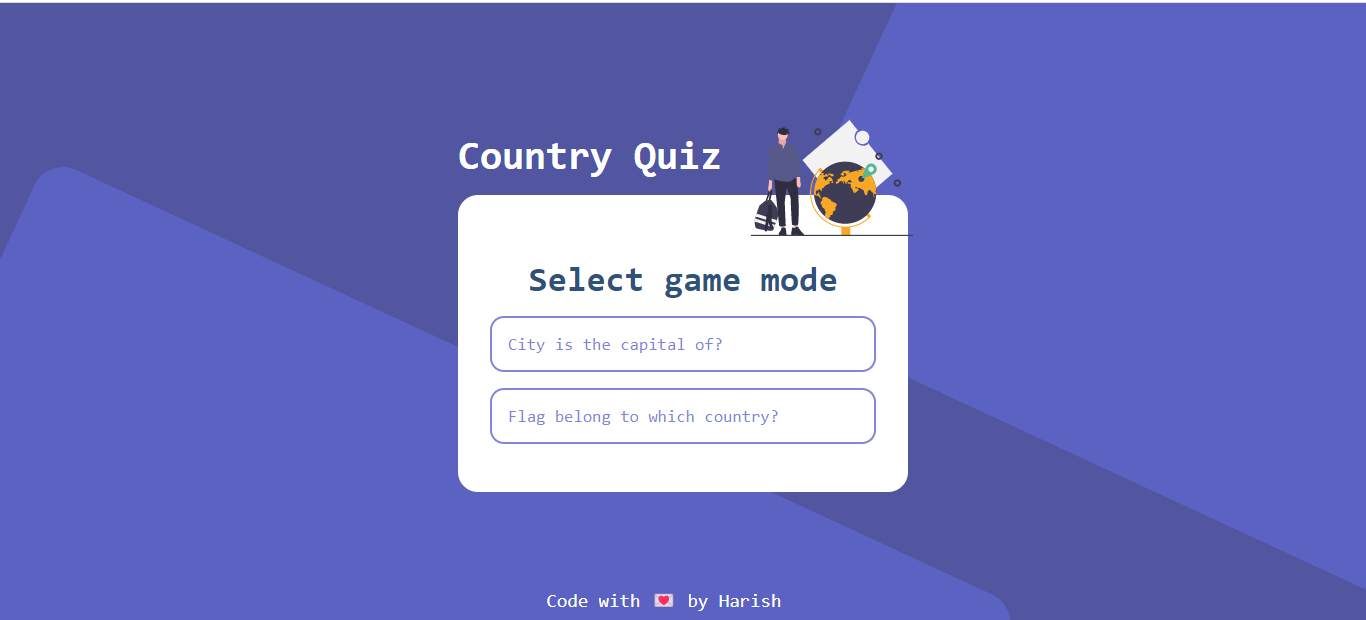 Country Quiz
Select game mode
City is the capital of?
Flag belong to which country?
Code with 💌 by Harish